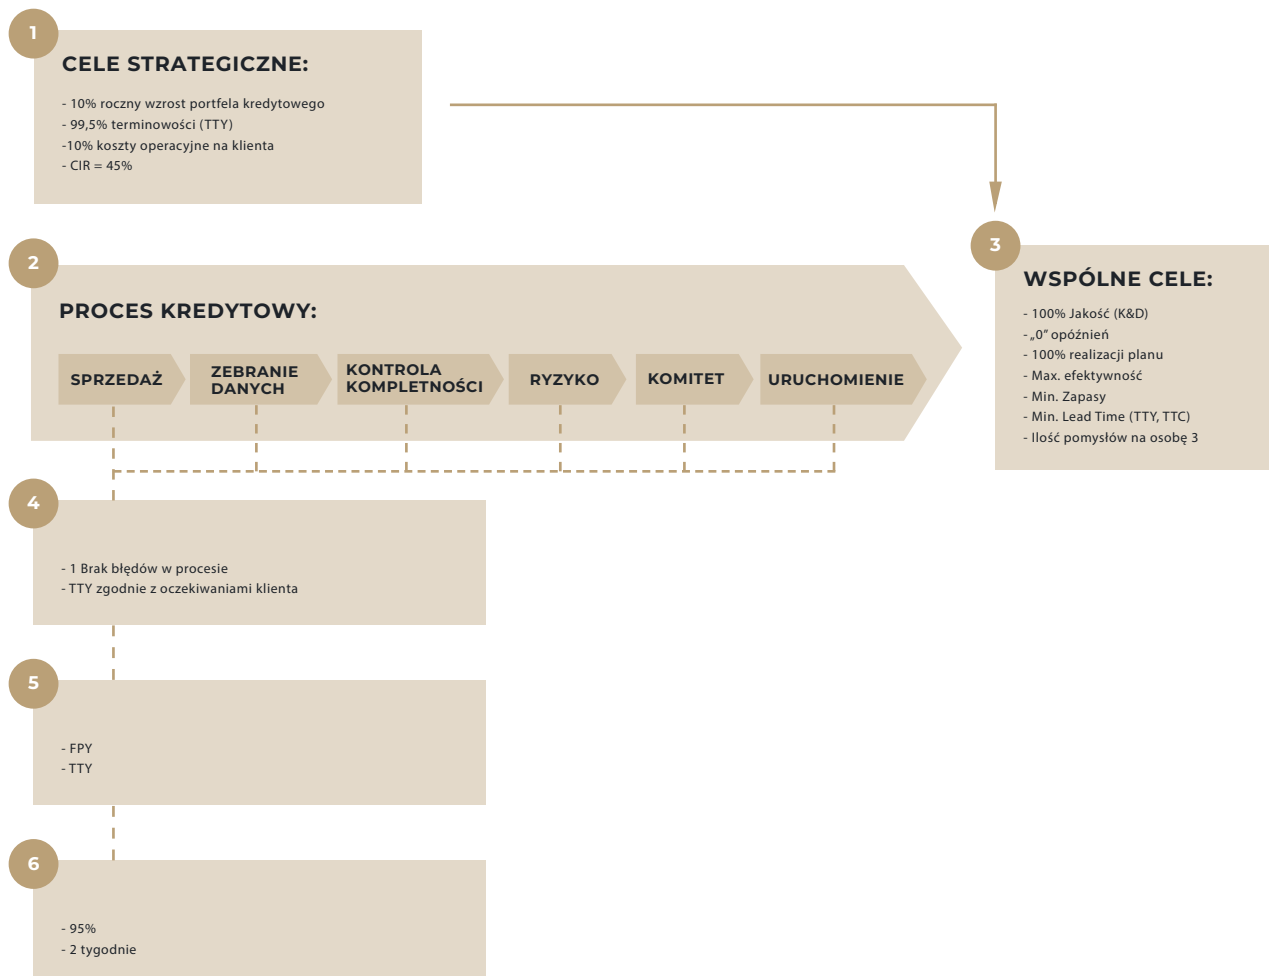 1
CELE STRATEGICZNE:
- 10% roczny wzrost portfela kredytowego
- 99,5% terminowości (TTY)
-10% koszty operacyjne na klienta
- CIR = 45%
2
PROCES KREDYTOWY:
SPRZEDAŻ
ZEBRANIE
DANYCH
KONTROLA
KOMPLETNOŚCI
RYZYKO
KOMITET
URUCHOMIENIE
3
WSPÓLNE CELE:
- 100% Jakość (K&D)
- „0” opóźnień
- 100% realizacji planu
- Max. efektywność
- Min. Zapasy
- Min. Lead Time (TTY, TTC)
- Ilość pomysłów na osobę 3
4
- 1 Brak błędów w procesie
- TTY zgodnie z oczekiwaniami klienta
5
- FPY
- TTY
6
- 95%
- 2 tygodnie